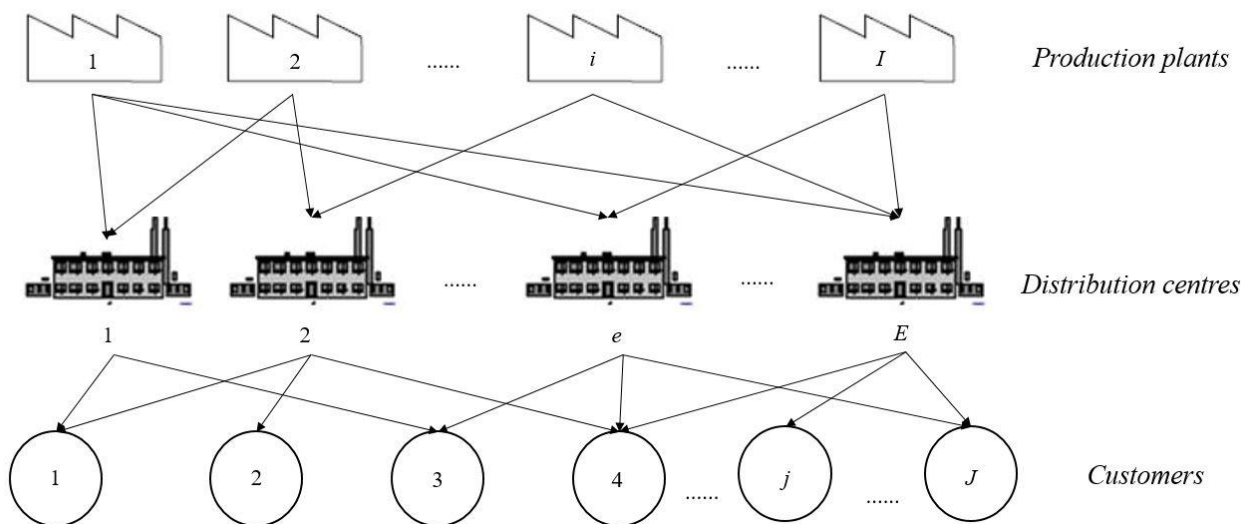 1 2 ...... i ...... I Production plants
...... ...... Distribution centres
1 2 e E
1 2 3 4 ...... j ...... J Customers